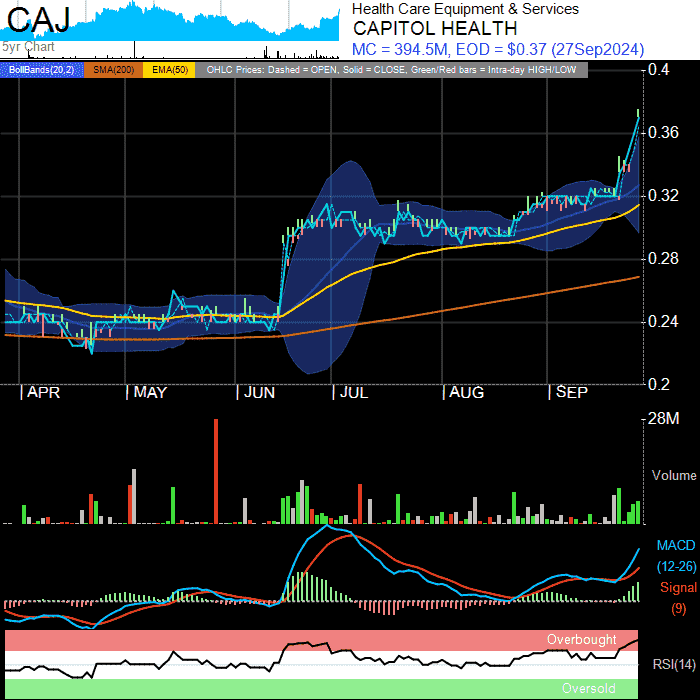 CAJ
5yr Chart
Health Care Equipment & Services
CAPITOL HEALTH
MC = 394.5M, EOD = $0.37 (27Sep2024)
BollBands(20,2) SMA(200) EMA(50) OHLC Prices: Dashed = OPEN, Solid = CLOSE, Green/Red bars = Intra-day HIGH/LOW
0.4
0.36
0.32
0.28
0.24
0.2
| APR | MAY | JUN | JUL | AUG | SEP
28M
Volume
MACD
(12-26)
Signal
(9)
Overbought
RSI(14)
Oversold